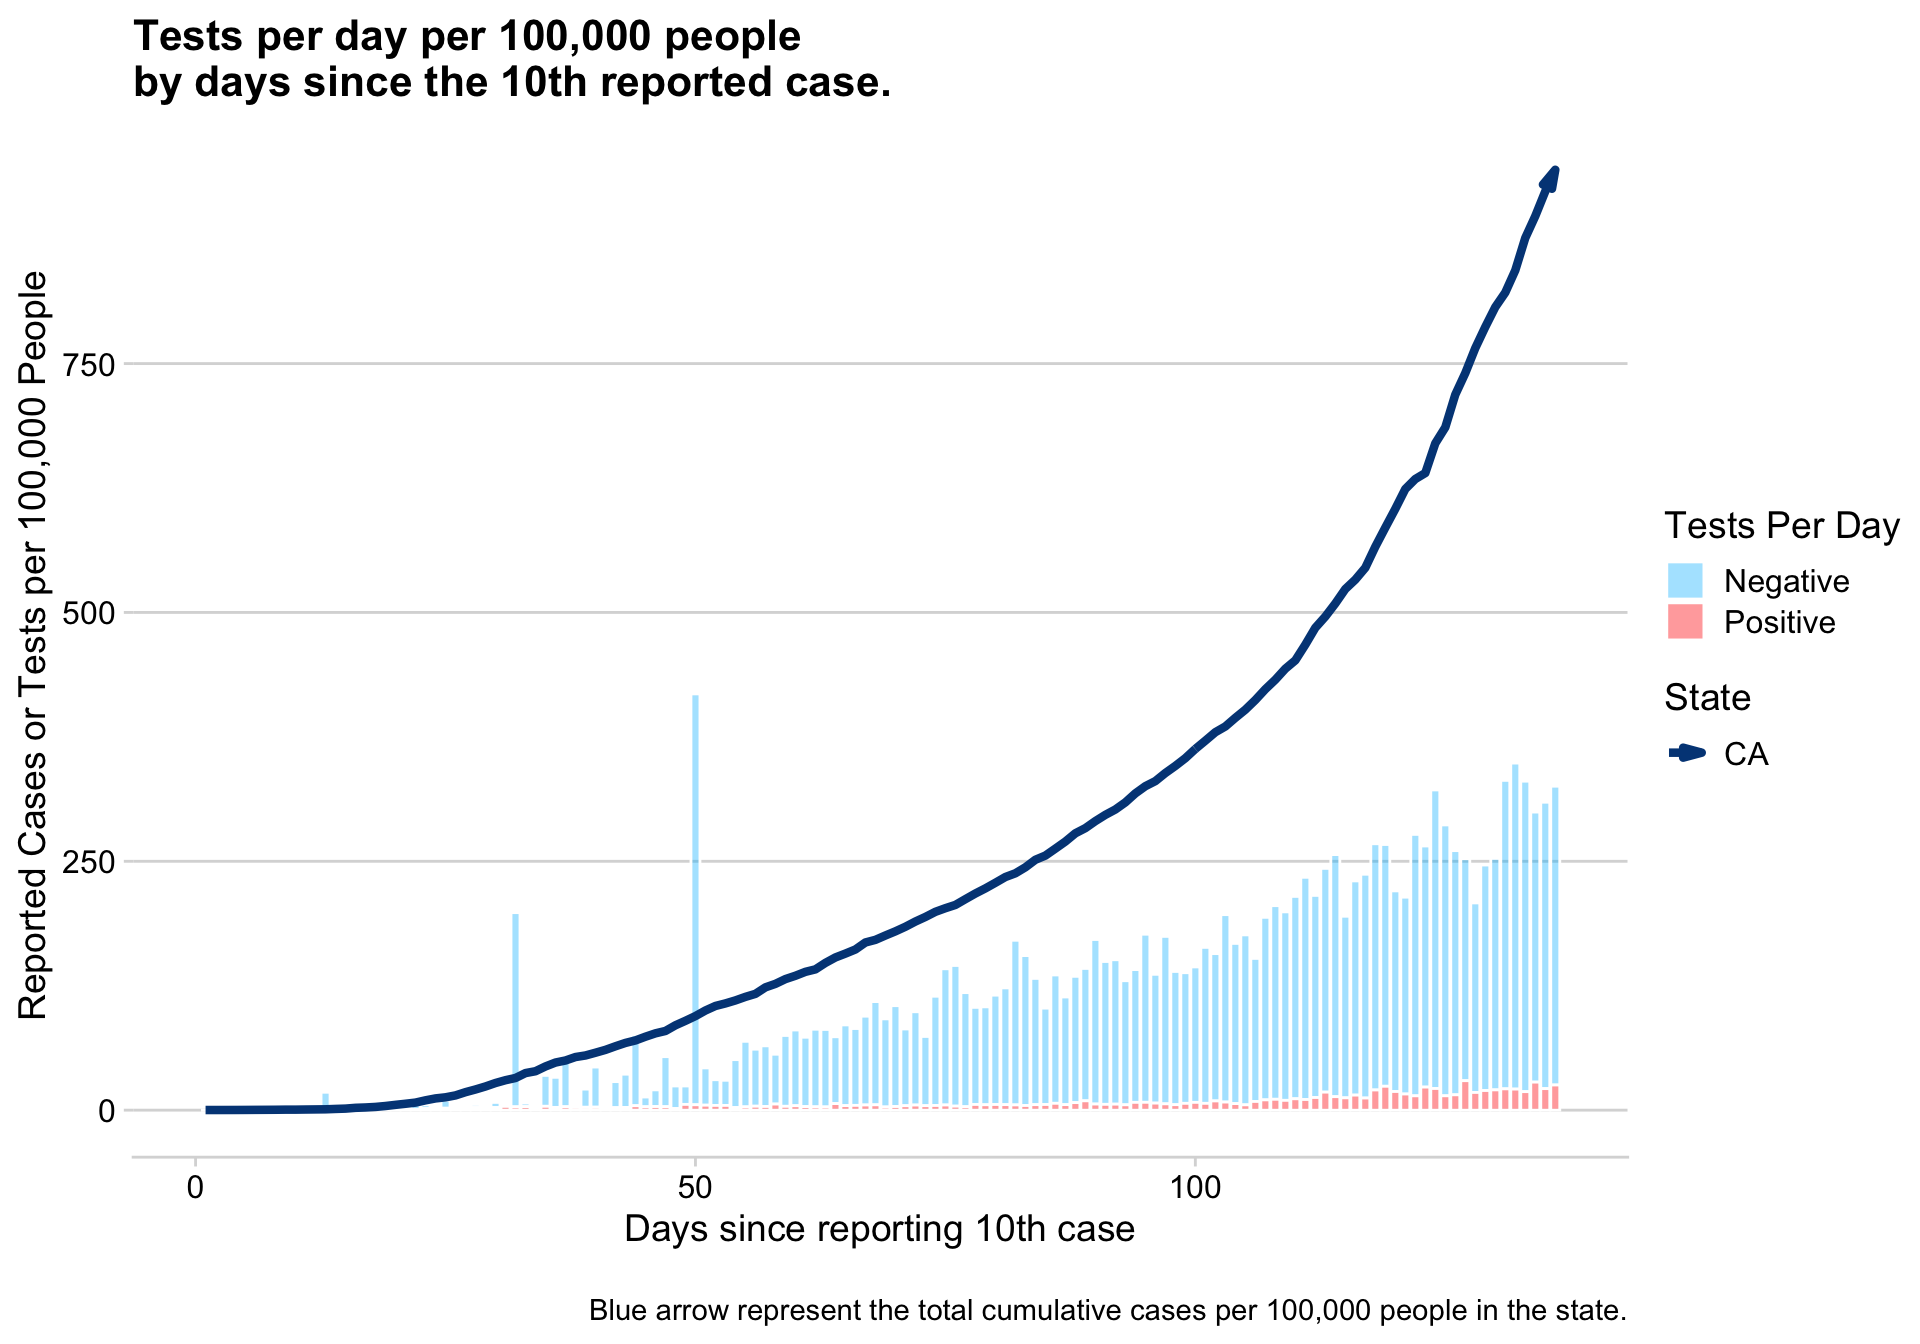 Tests per day per 100,000 people
by days since the 10th reported case.
Reported Cases or Tests per 100,000 People
750
500
250
0
0
50
100
Days since reporting 10th case
Tests Per Day
Negative
Positive
State
CA
Blue arrow represent the total cumulative cases per 100,000 people in the state.